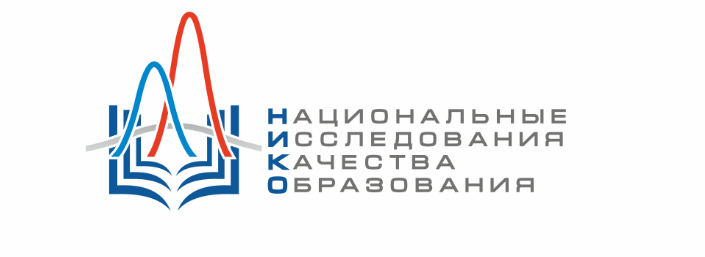 НАЦИОНАЛЬНЫЕ
ИССЛЕДОВАНИЯ
КАЧЕСТВА
ОБРАЗОВАНИЯ